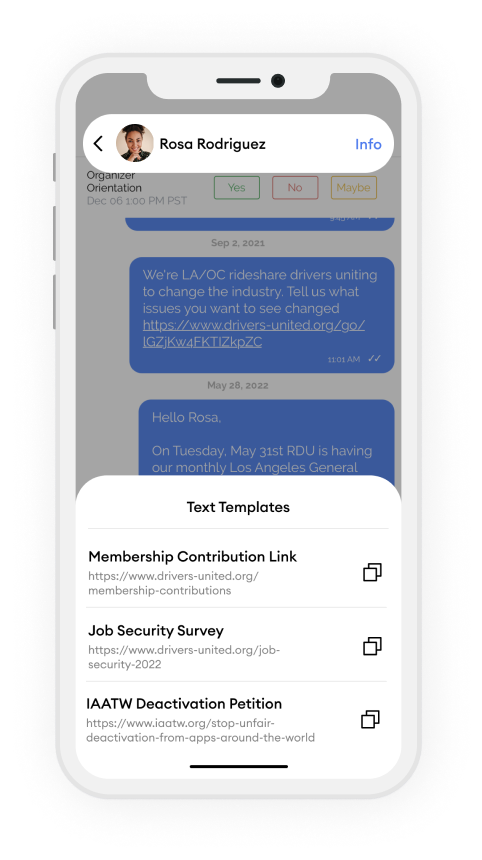 Rosa Rodriguez
Info
Organizer
Orientation
Dec 06 1:00 PM PST
Yes
No
Maybe
Sep 2, 2021
We're LA/OC rideshare drivers uniting
to change the industry. Tell us what
issues you want to see changed
https://www.drivers-united.org/go/
IGZjKw4FKTIZkpZC
11:01 AM
May 28, 2022
Hello Rosa,
On Tuesday, May 31st RDU is having
our monthly Los Angeles General
Text Templates
Membership Contribution Link
https://www.drivers-united.org/
membership-contributions
Job Security Survey
https://www.drivers-united.org/job-
security-2022
IAATW Deactivation Petition
https://www.iaatw.org/stop-unfair-
deactivation-from-apps-around-the-world